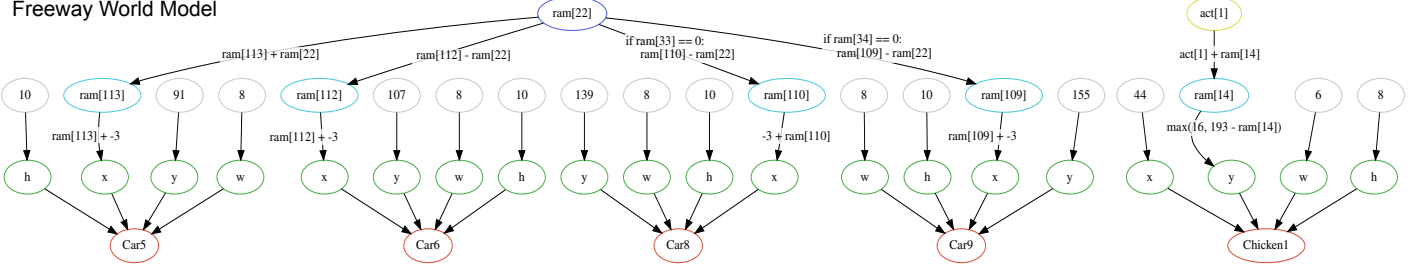 Freeway World Model
ram[22]
act[1]
ram[113] + ram[22]
ram[112] - ram[22]
if ram[33] == 0:
ram[110] - ram[22]
if ram[34] == 0:
ram[109] - ram[22]
act[1] + ram[14]
10
ram[113]
91
8
ram[112]
107
8
10
139
8
10
ram[110]
8
10
ram[109]
155
44
ram[14]
6
8
ram[113] + -3
ram[112] + -3
-3 + ram[110]
ram[109] + -3
max(16, 193 - ram[14])
h
x
y
w
x
y
w
h
y
w
h
x
w
h
x
y
x
y
w
h
Car5
Car6
Car8
Car9
Chicken1